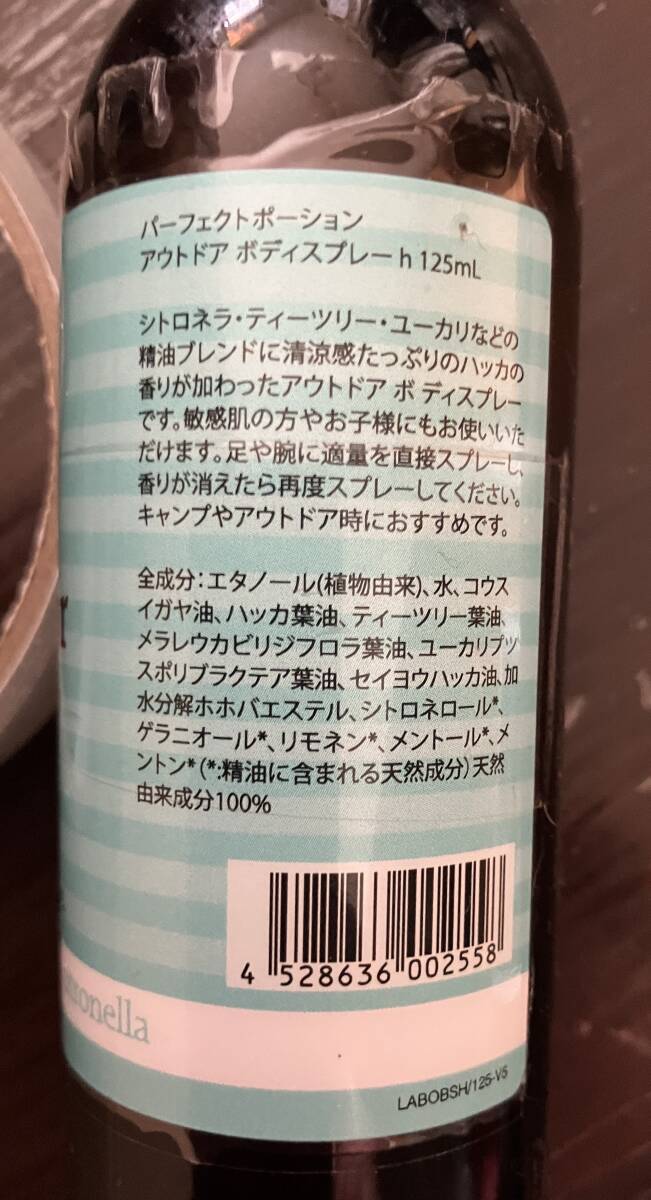 パーフェクトポーション
アウトドア ボディスプレー h 125mL
シトロネラ・ティーツリー・ユーカリなどの
精油ブレンドに清涼感たっぷりのハッカの
香りが加わったアウトドア ボ ディスプレー
です。敏感肌の方やお子様にもお使いいた
だけます。足や腕に適量を直接スプレーし、
香りが消えたら再度スプレーしてください。
キャンプやアウトドア時におすすめです。
全成分：エタノール(植物由来)、水、コウス
イガヤ油、ハッカ葉油、ティーツリー葉油、
メラレウカビリジフロラ葉油、ユーカリプツ
スポリブラクテア葉油、セイヨウハッカ油、加
水分解ホホバエステル、シトロネロール*、
ゲラニオール*、リモネン*、メントール*、メ
ントン*（*:精油に含まれる天然成分）天然
由来成分100%
4 528636 002558
LABOBSH/125-V5